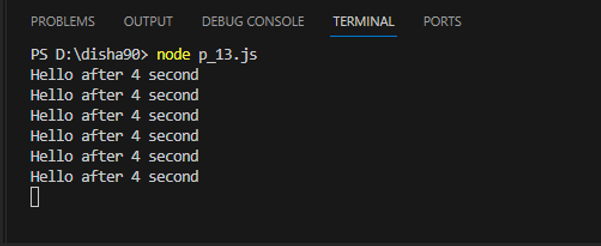 PROBLEMS OUTPUT DEBUG CONSOLE TERMINAL PORTS
PS D:\disha90> node p_13.js
Hello after 4 second
Hello after 4 second
Hello after 4 second
Hello after 4 second
Hello after 4 second
Hello after 4 second